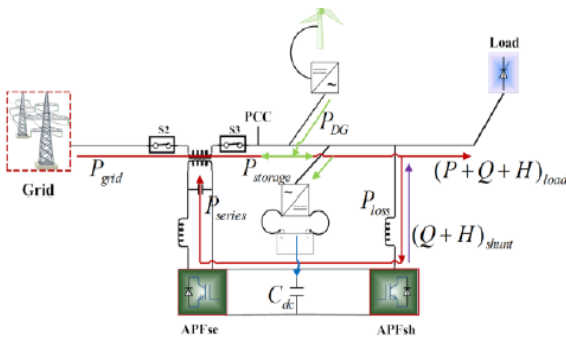 Load
PCC
S2
S3
P_DG
Grid
P_grid
P_storage
(P+Q+H)_load
P_series
P_loss
(Q+H)_shunt
C_dc
APFse
APFsh